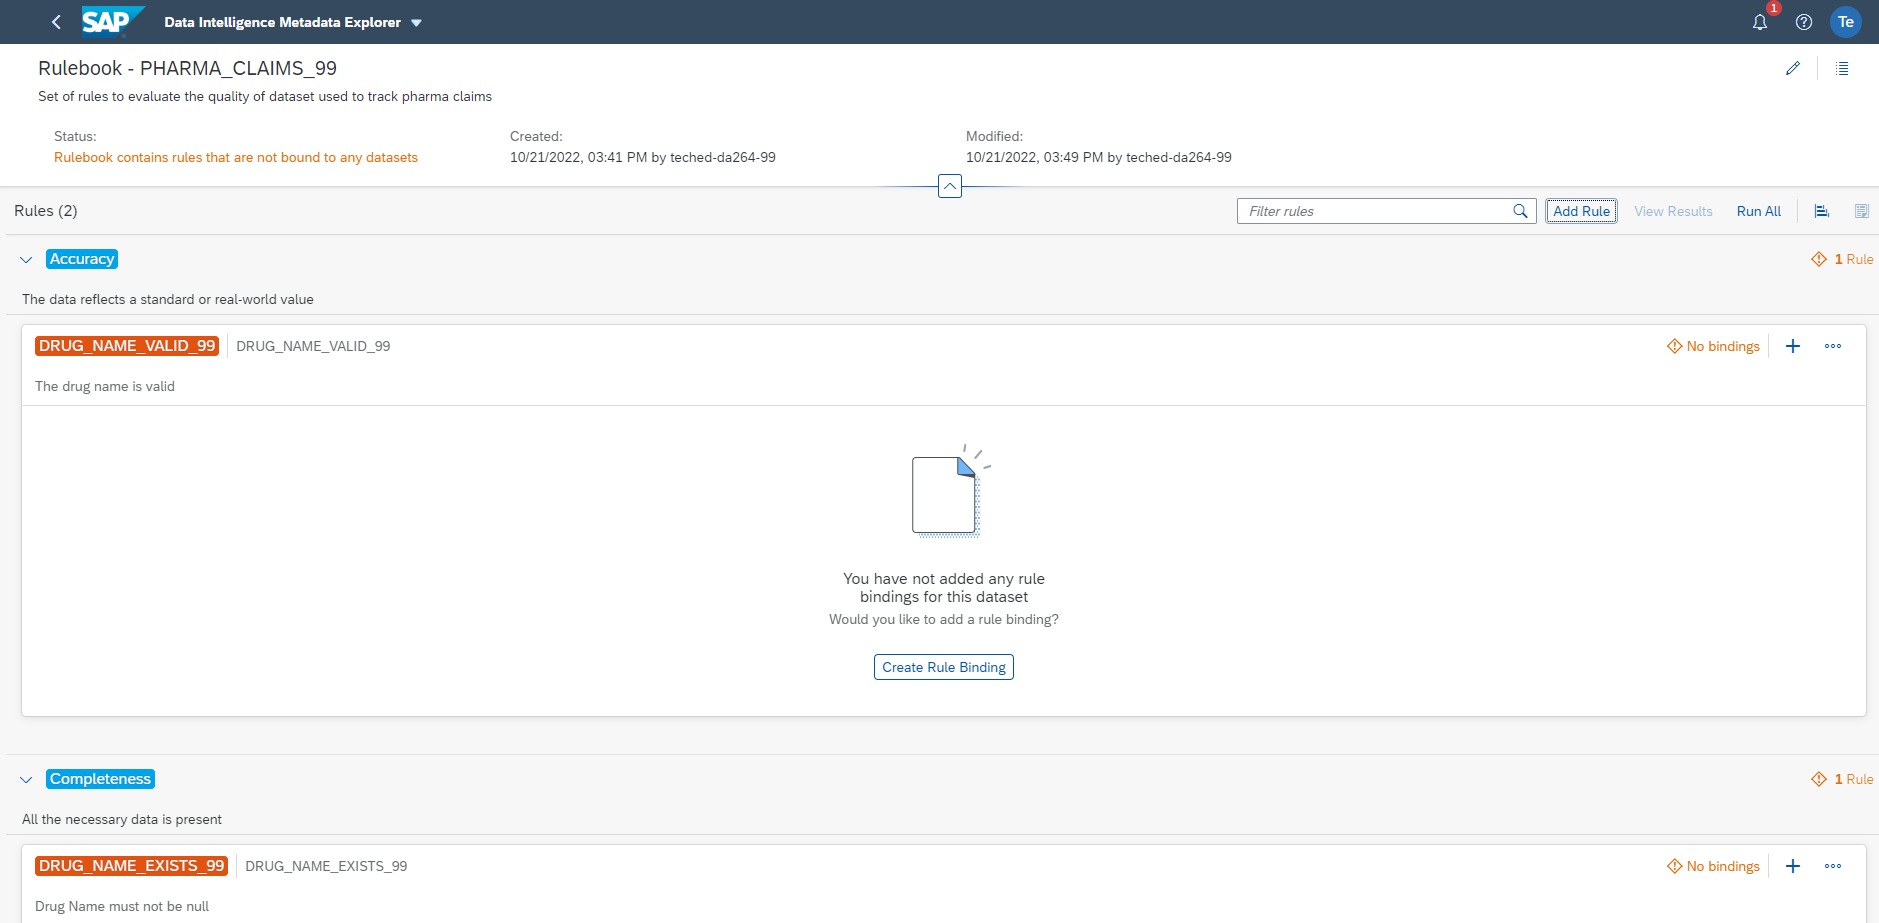 SAP Data Intelligence Metadata Explorer 1 Te
Rulebook - PHARMA_CLAIMS_99
Set of rules to evaluate the quality of dataset used to track pharma claims
Status: Created: Modified:
Rulebook contains rules that are not bound to any datasets 10/21/2022, 03:41 PM by teched-da264-99 10/21/2022, 03:49 PM by teched-da264-99
Rules (2) Filter rules Add Rule View Results Run All
Accuracy 1 Rule
The data reflects a standard or real-world value
DRUG_NAME_VALID_99 DRUG_NAME_VALID_99 No bindings
The drug name is valid
You have not added any rule
bindings for this dataset
Would you like to add a rule binding?
Create Rule Binding
Completeness 1 Rule
All the necessary data is present
DRUG_NAME_EXISTS_99 DRUG_NAME_EXISTS_99 No bindings
Drug Name must not be null